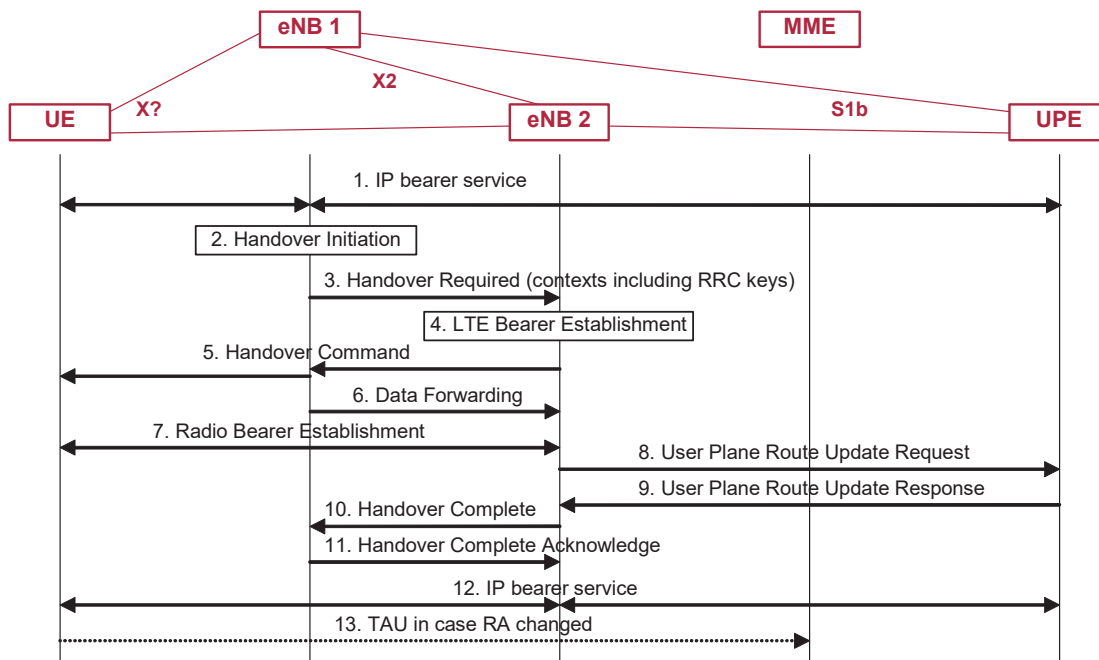 eNB 1
MME
X2
X?
S1b
UE
eNB 2
UPE
1. IP bearer service
2. Handover Initiation
3. Handover Required (contexts including RRC keys)
4. LTE Bearer Establishment
5. Handover Command
6. Data Forwarding
7. Radio Bearer Establishment
8. User Plane Route Update Request
9. User Plane Route Update Response
10. Handover Complete
11. Handover Complete Acknowledge
12. IP bearer service
13. TAU in case RA changed